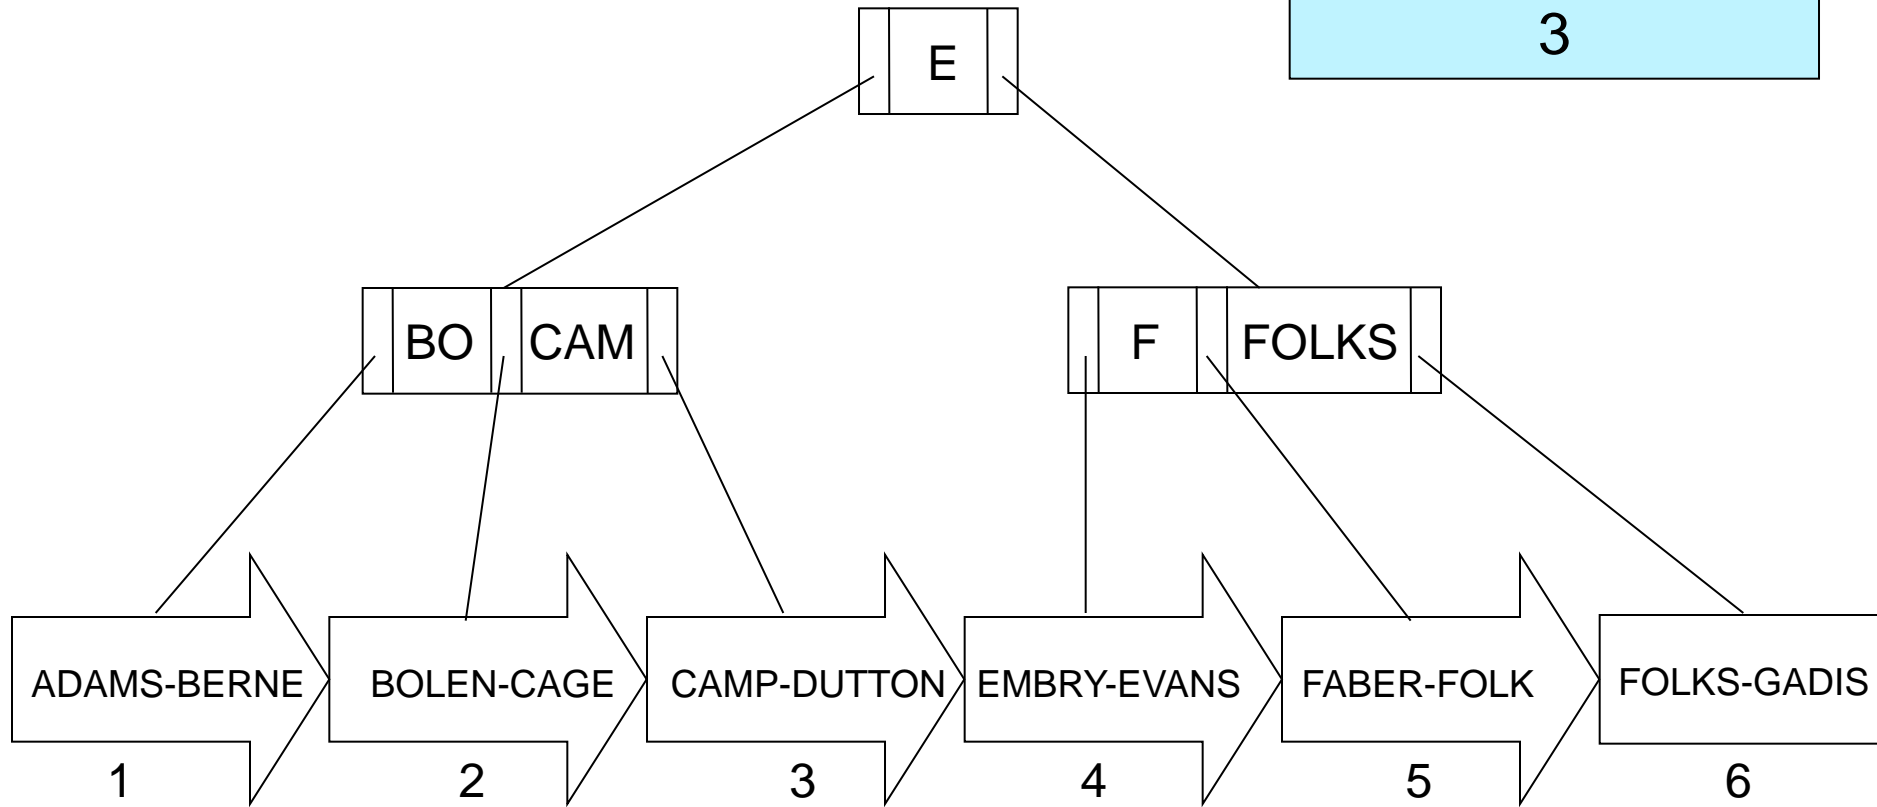 3
E
BO CAM
F FOLKS
ADAMS-BERNE
BOLEN-CAGE
CAMP-DUTTON
EMBRY-EVANS
FABER-FOLK
FOLKS-GADIS
1
2
3
4
5
6